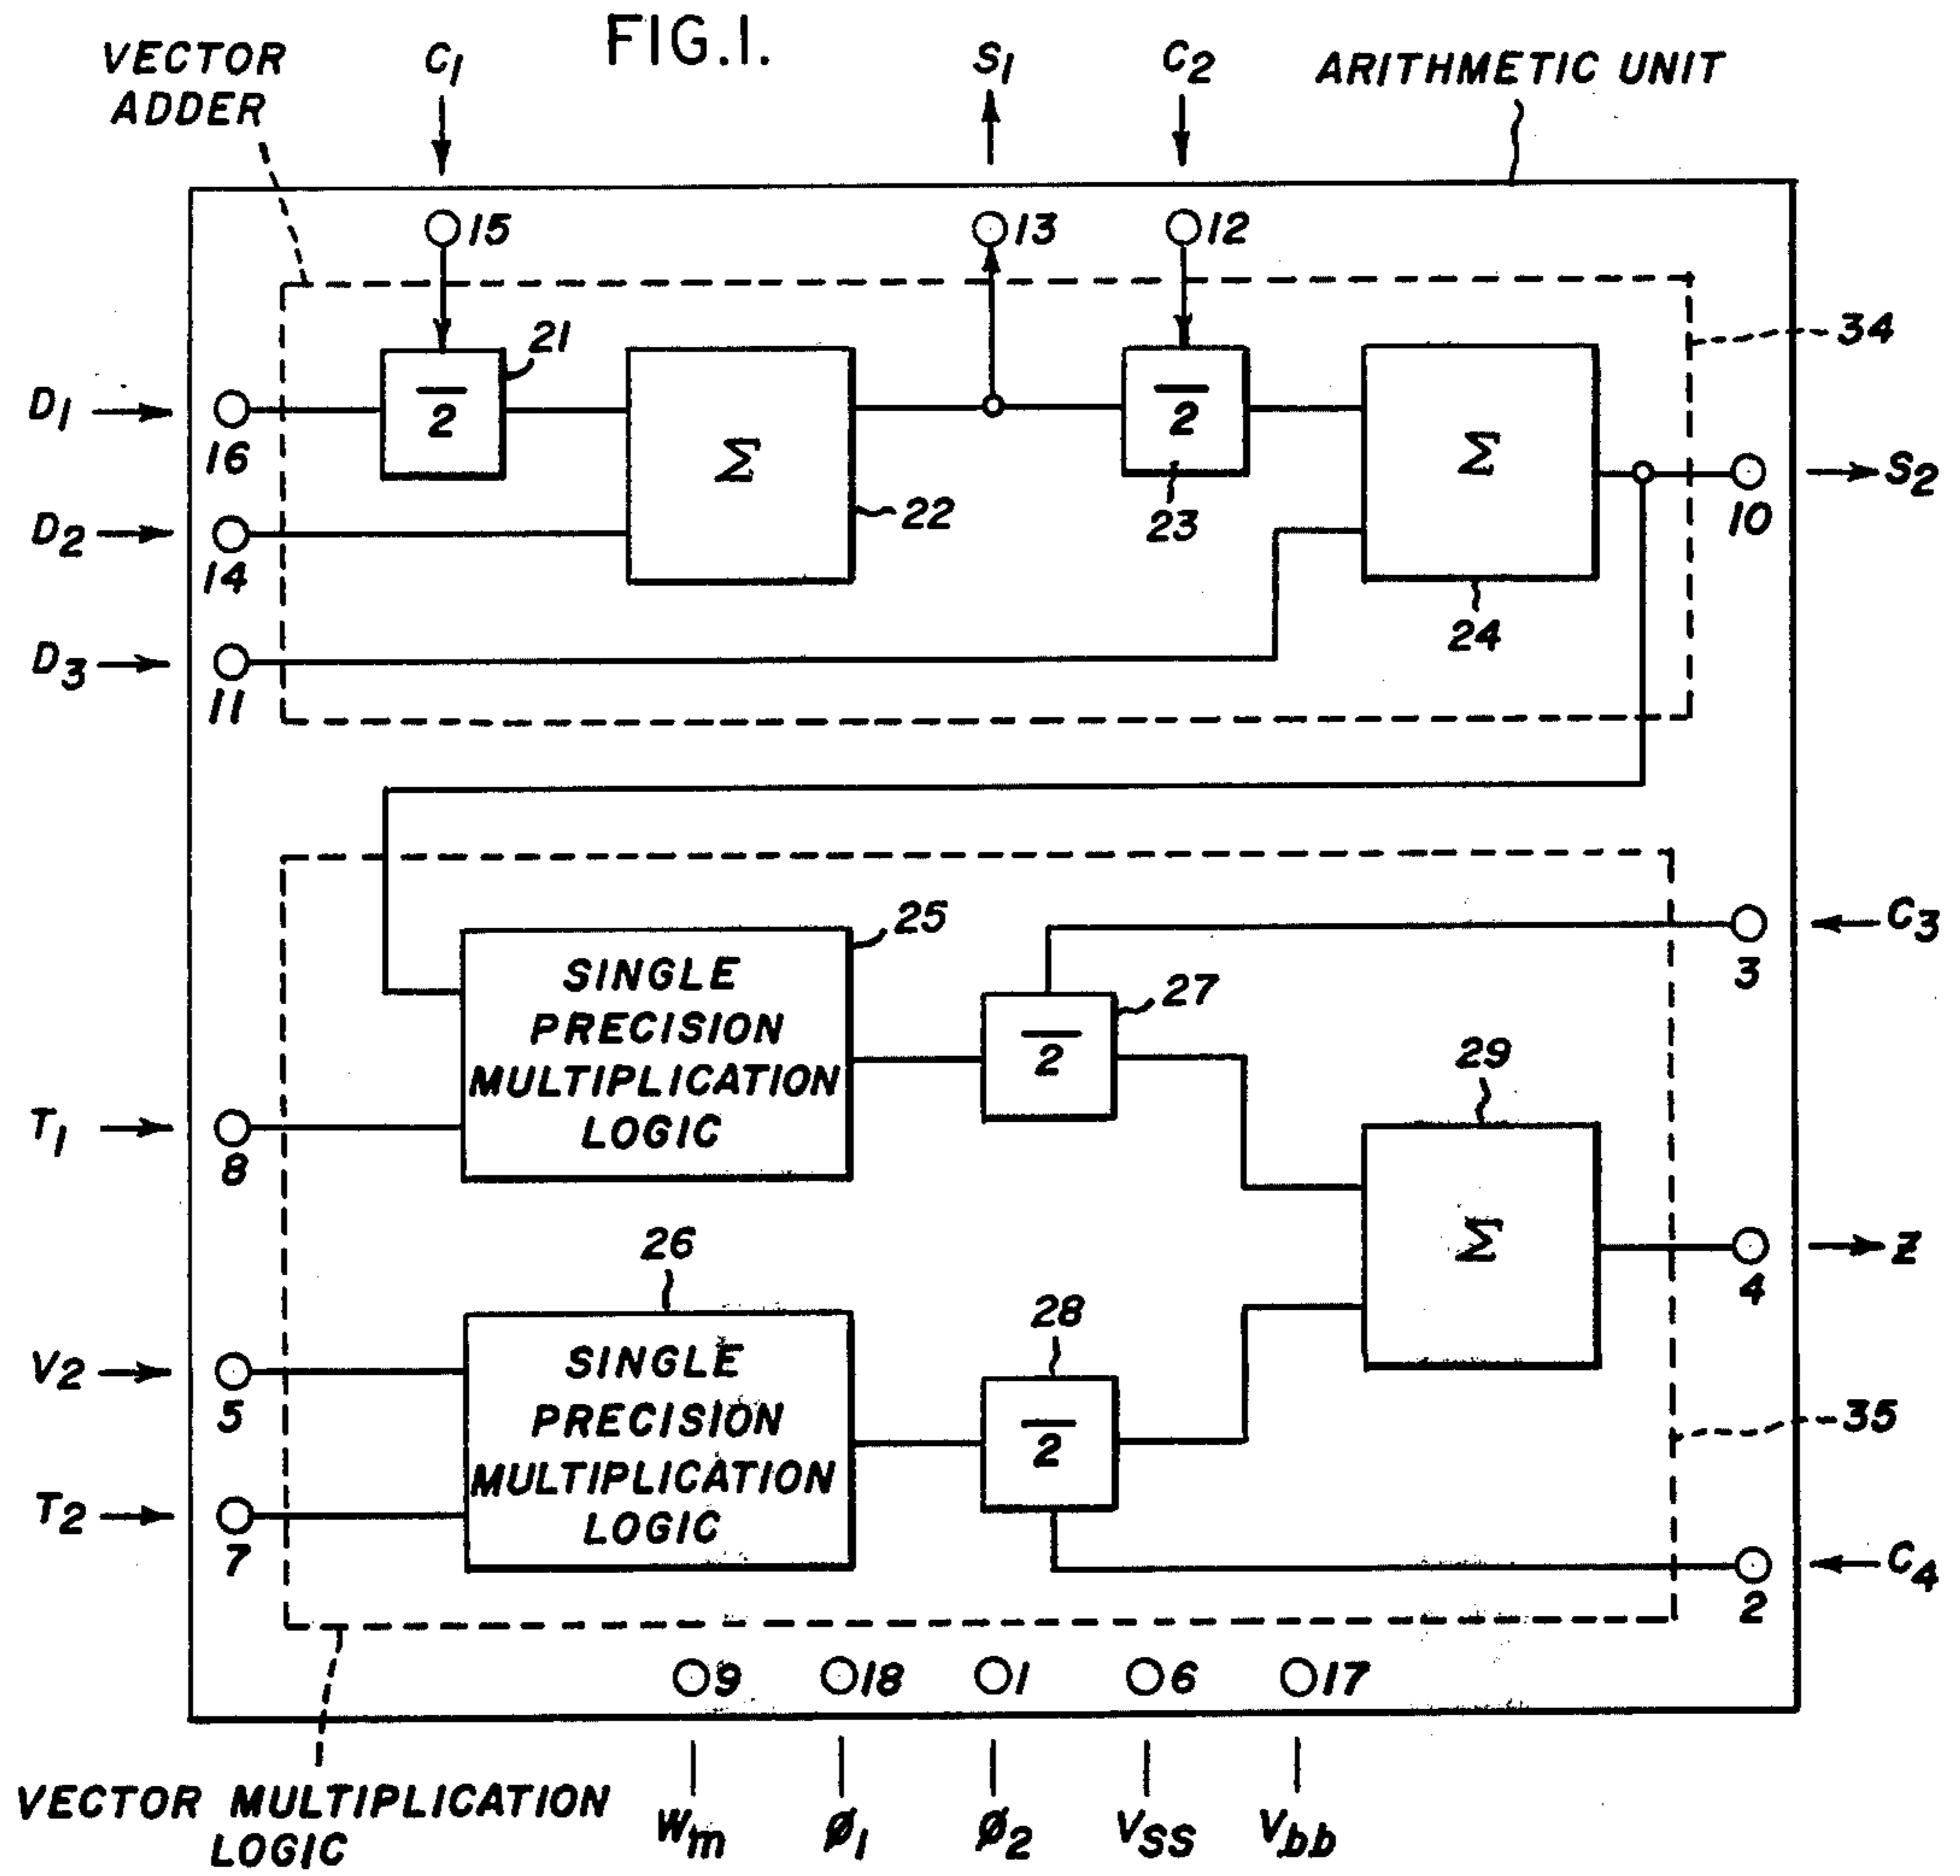 FIG.1.
VECTOR
ADDER
C1
S1
C2
ARITHMETIC UNIT
15
13
12
21
34
D1
2
Σ
2
Σ
16
S2
D2
22
23
10
14
24
D3
11
25
C3
SINGLE
PRECISION
MULTIPLICATION
LOGIC
27
3
2
29
T1
8
26
Σ
Z
4
28
V2
5
SINGLE
PRECISION
MULTIPLICATION
LOGIC
2
35
T2
7
C4
2
9
18
1
6
17
VECTOR MULTIPLICATION
LOGIC
Wm
ø1
ø2
VSS
Vbb